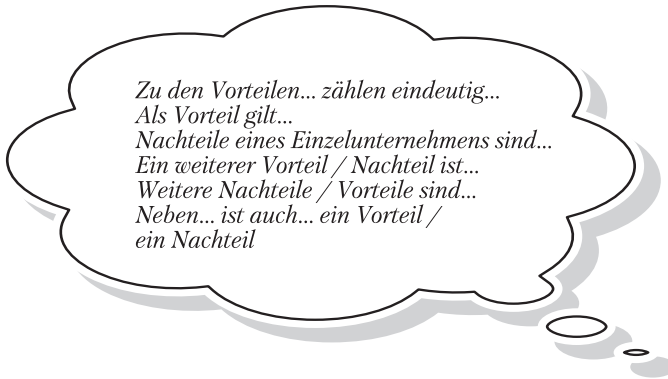 Zu den Vorteilen... zählen eindeutig...
Als Vorteil gilt...
Nachteile eines Einzelunternehmens sind...
Ein weiterer Vorteil / Nachteil ist...
Weitere Nachteile / Vorteile sind...
Neben... ist auch... ein Vorteil /
ein Nachteil